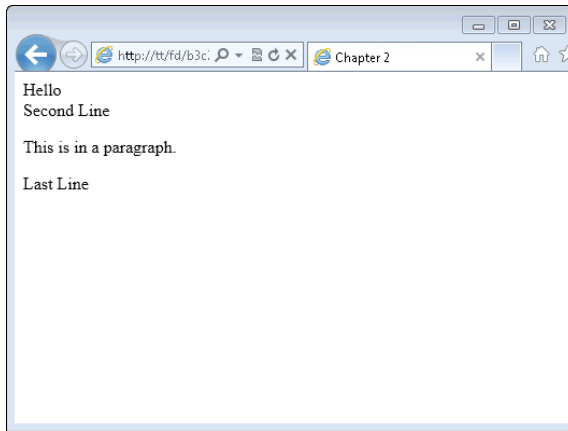 http://tt/fd/b3c
Chapter 2
Hello
Second Line
This is in a paragraph.
Last Line